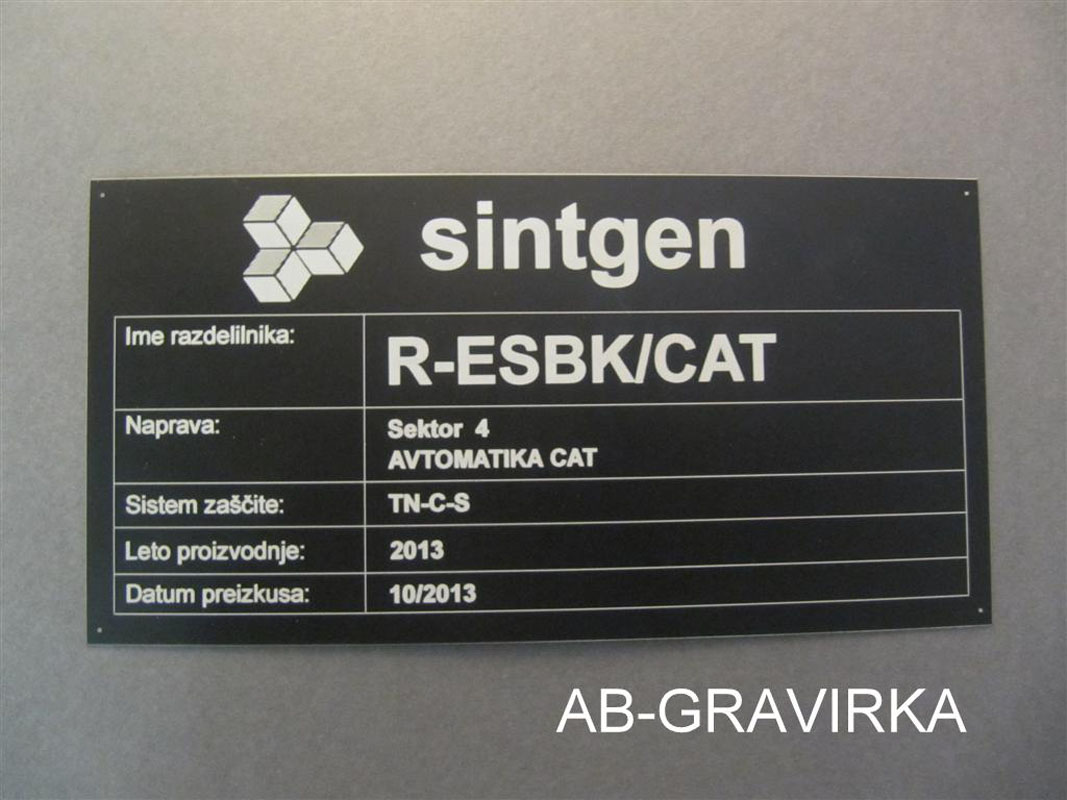 sintgen
Ime razdelilnika: R-ESBK/CAT
Naprava: Sektor 4
AVTOMATIKA CAT
Sistem zaščite: TN-C-S
Leto proizvodnje: 2013
Datum preizkusa: 10/2013
AB-GRAVIRKA